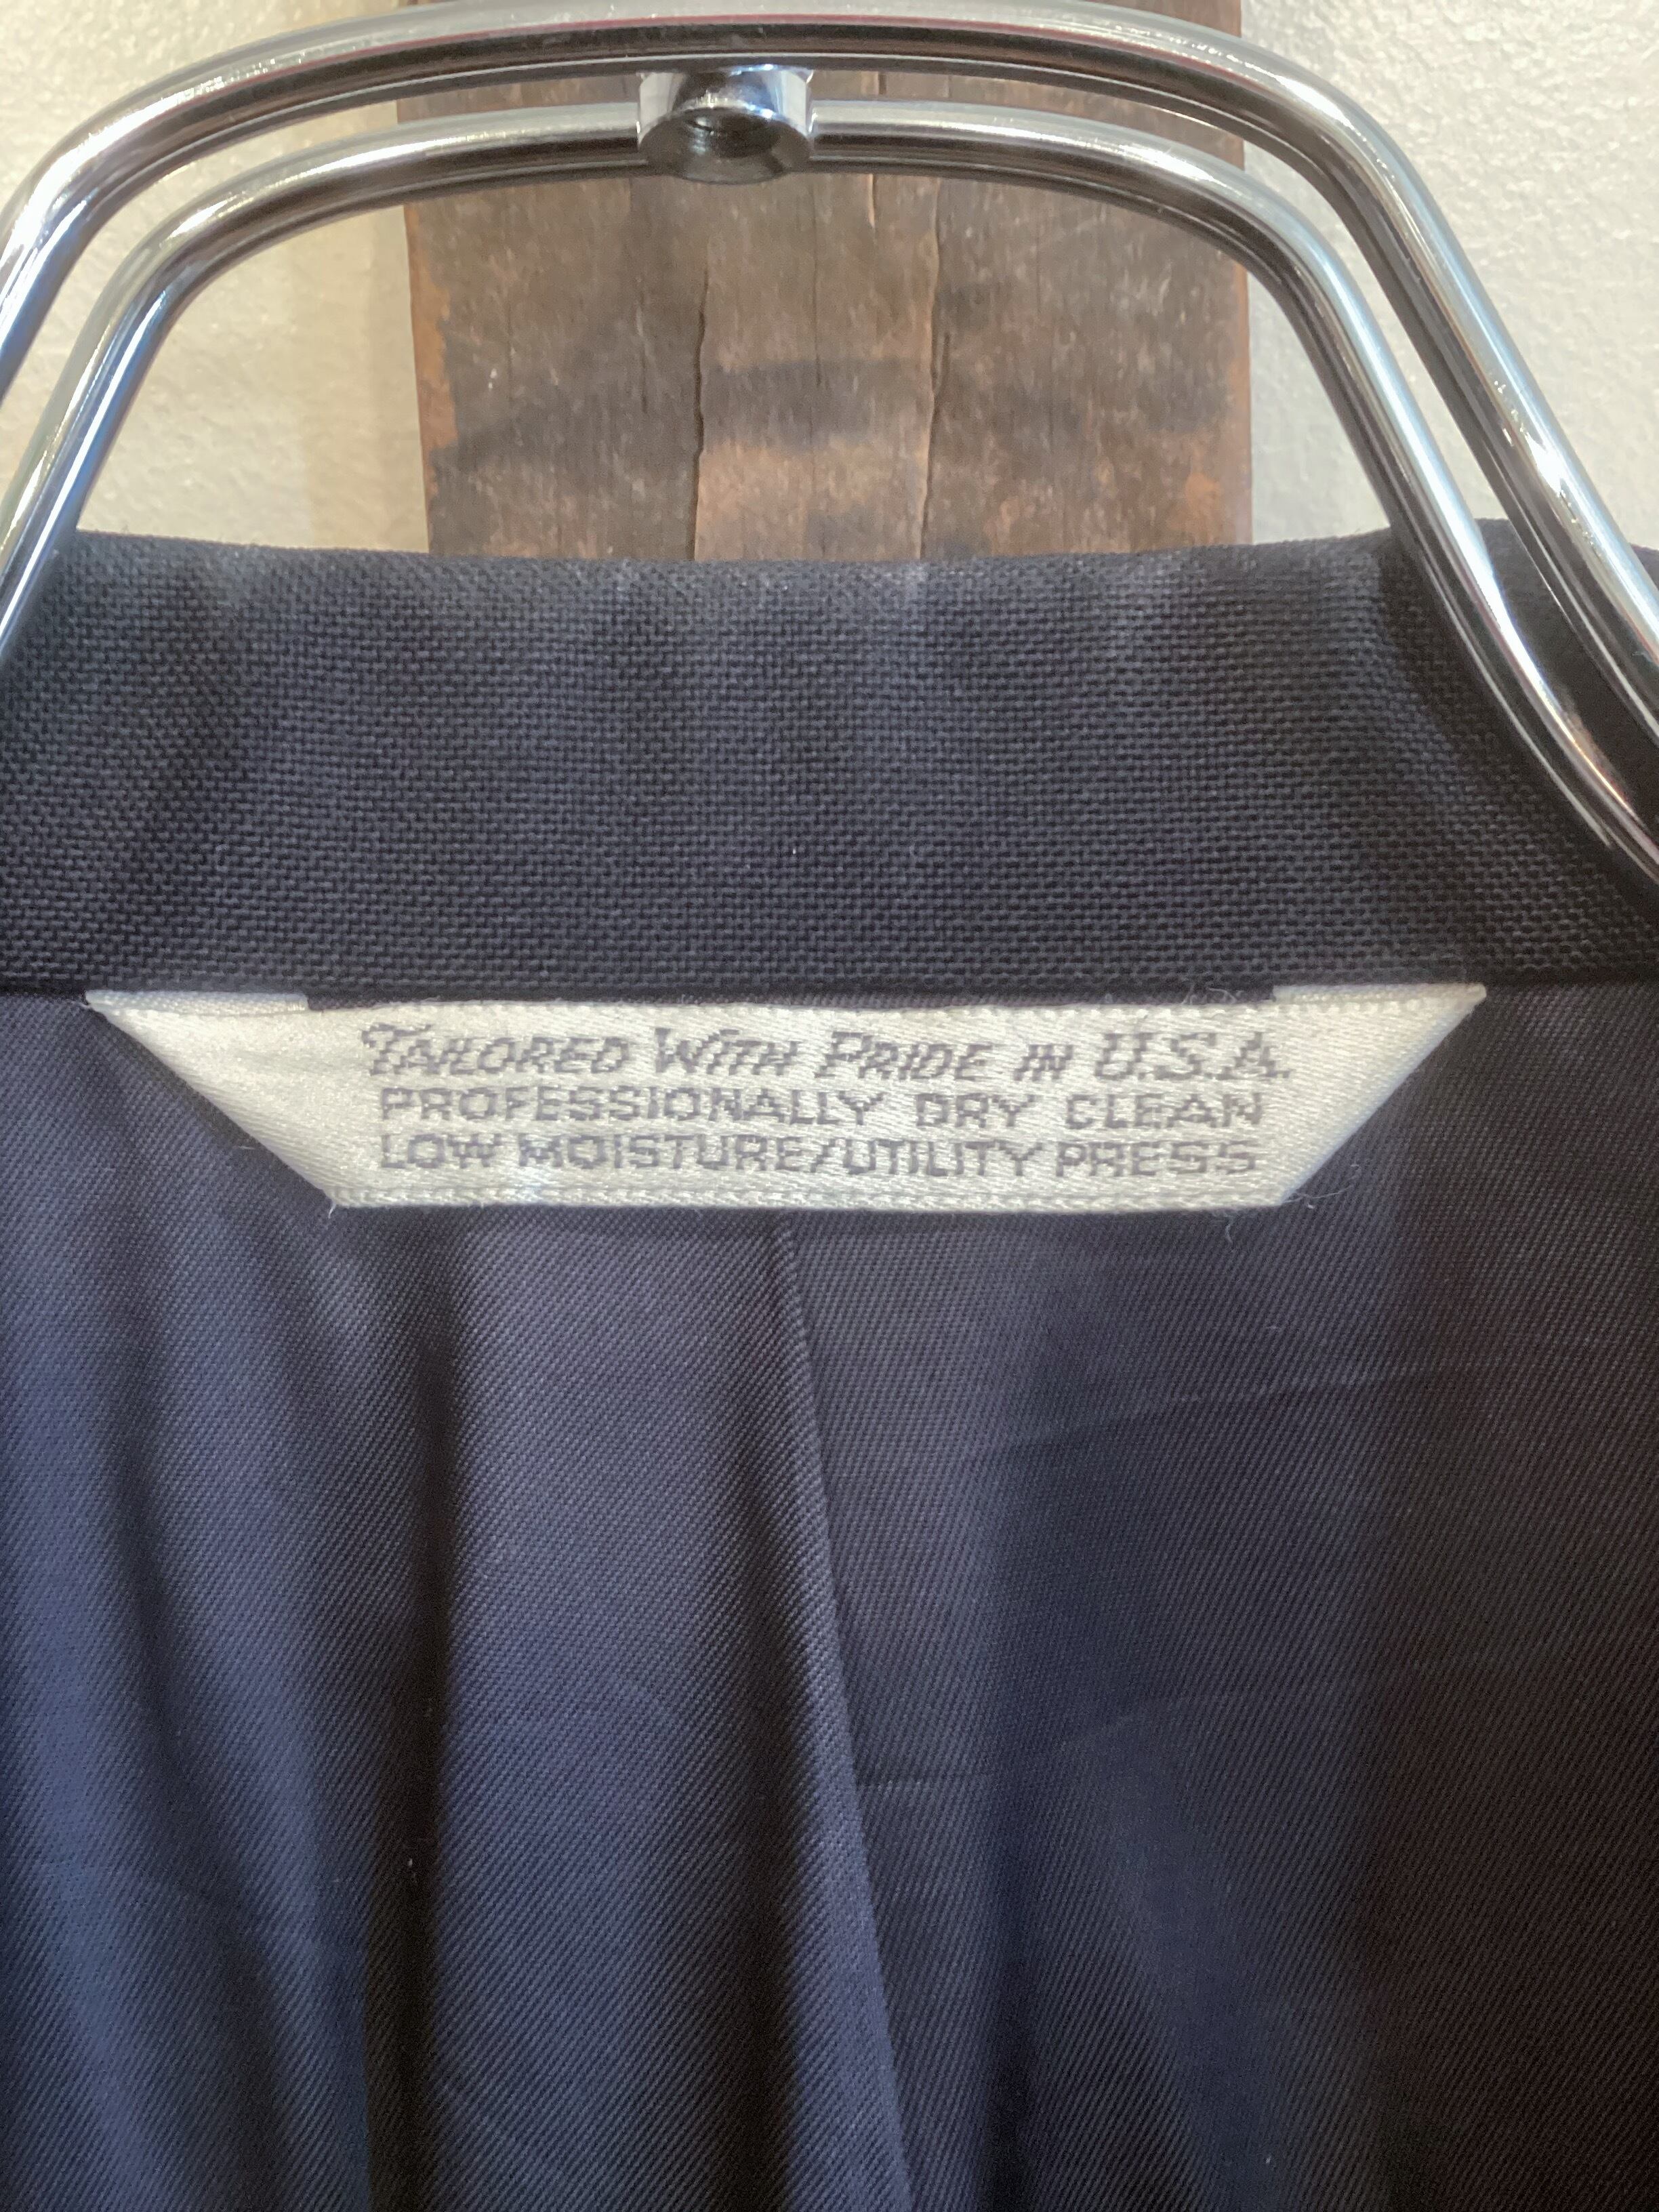 TAILORED WITH PRIDE IN U.S.A.
PROFESSIONALLY DRY CLEAN
LOW MOISTURE/UTILITY PRESS